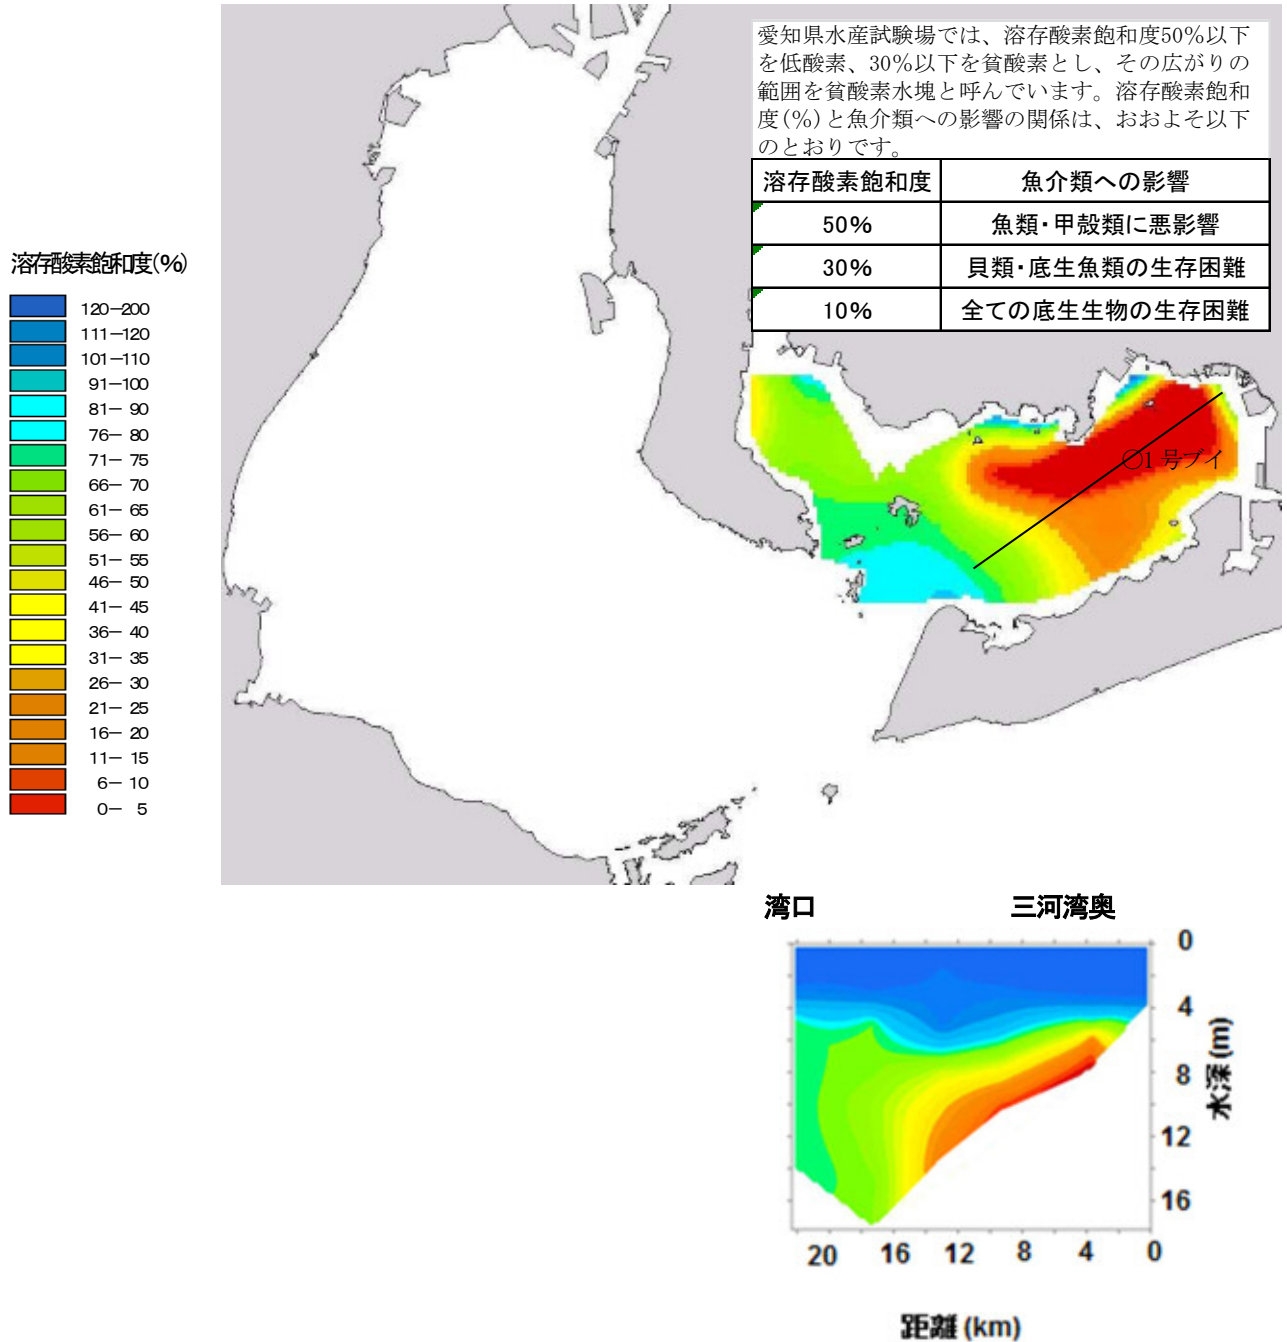 愛知県水産試験場では、溶存酸素飽和度50%以下
を低酸素、30%以下を貧酸素とし、その広がりの
範囲を貧酸素水塊と呼んでいます。溶存酸素飽和
度(%)と魚介類への影響の関係は、おおよそ以下
のとおりです。
溶存酸素飽和度 魚介類への影響
50% 魚類・甲殻類に悪影響
30% 貝類・底生魚類の生存困難
10% 全ての底生生物の生存困難
溶存酸素飽和度(%)
120-200
111-120
101-110
91-100
81- 90
76- 80
71- 75
66- 70
61- 65
56- 60
51- 55
46- 50
41- 45
36- 40
31- 35
26- 30
21- 25
16- 20
11- 15
6- 10
0- 5
○1号ブイ
湾口 三河湾奥
0
4
8
12
16
水深(m)
20 16 12 8 4 0
距離(km)